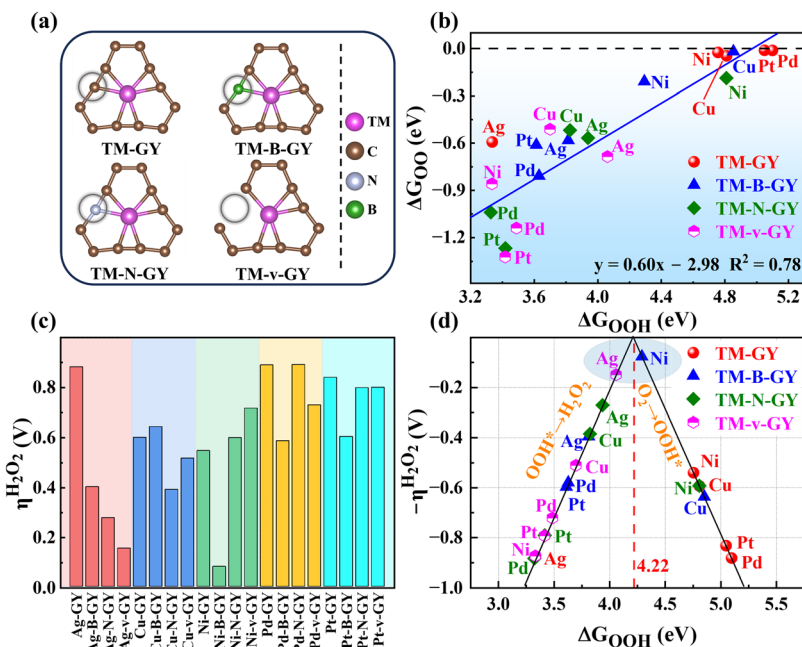 (a)
TM-GY
TM-B-GY
TM-N-GY
TM-v-GY
TM
C
N
B
(b)
ΔG_OO (eV)
0.0
−0.3
−0.6
−0.9
−1.2
Ni
Cu
Pt
Pd
Cu
Ni
Ni
Cu
Cu
Ag
Ag
Pt
Ag
Ag
Ni
Pd
Pd
Pd
Pt
Pt
TM-GY
TM-B-GY
TM-N-GY
TM-v-GY
y = 0.60x − 2.98 R² = 0.78
3.2 3.6 4.0 4.4 4.8
ΔG_OOH (eV)
(c)
η^H₂O₂ (V)
0.8
0.6
0.4
0.2
0.0
Ag-GY
Ag-B-GY
Ag-N-GY
Ag-v-GY
Cu-GY
Cu-B-GY
Cu-N-GY
Cu-v-GY
Ni-GY
Ni-B-GY
Ni-N-GY
Ni-v-GY
Pd-GY
Pd-B-GY
Pd-N-GY
Pd-v-GY
Pt-GY
Pt-B-GY
Pt-N-GY
Pt-v-GY
(d)
−η^H₂O₂ (V)
−0.2
−0.4
−0.6
−0.8
−1.0
OOH*→H₂O₂
O₂→OOH*
Ag
Ni
Ag
Ag
Cu
Cu
Pd
Pt
Pd
Pt
Ni
Ag
Pd
Ni
Ni
Cu
Cu
Pt
Pd
4.22
TM-GY
TM-B-GY
TM-N-GY
TM-v-GY
3.0 3.5 4.0 4.5 5.0 5.5
ΔG_OOH (eV)